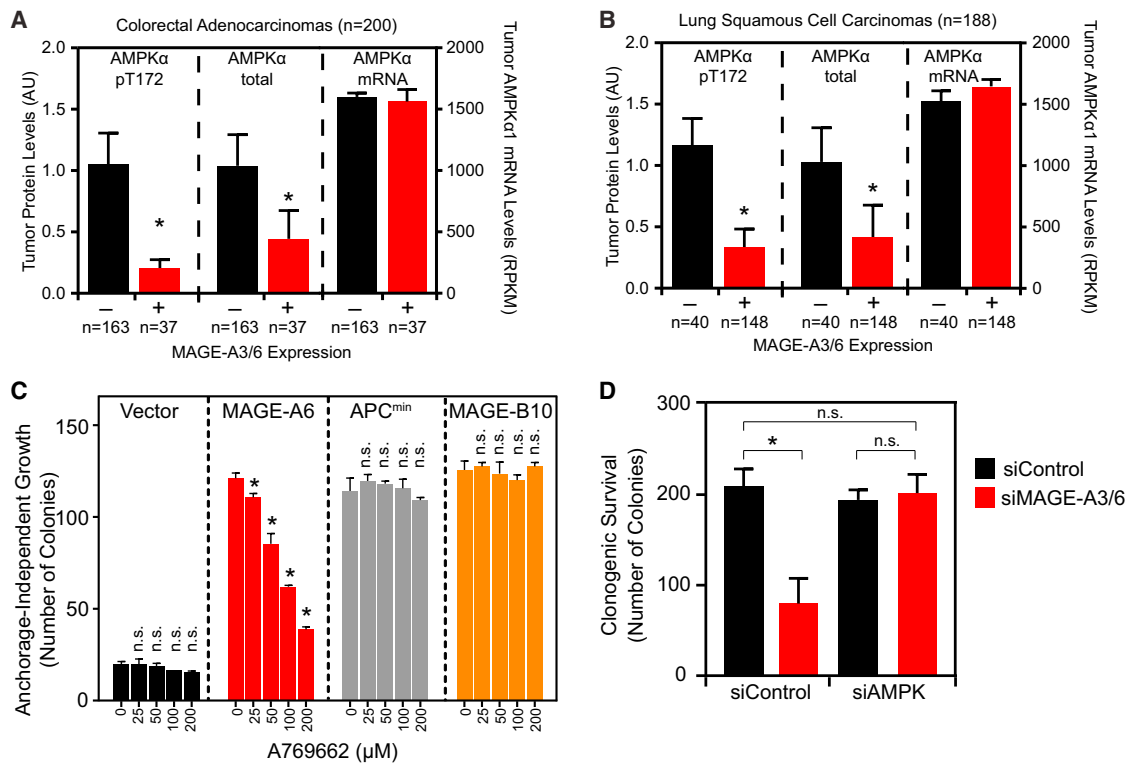 A
Colorectal Adenocarcinomas (n=200)
Tumor Protein Levels (AU)
2.0
1.5
1.0
0.5
0.0
AMPKα
pT172
AMPKα
total
AMPKα
mRNA
*
*
2000
1500
1000
500
0
Tumor AMPKα1 mRNA Levels (RPKM)
– + – + – +
n=163 n=37 n=163 n=37 n=163 n=37
MAGE-A3/6 Expression
B
Lung Squamous Cell Carcinomas (n=188)
Tumor Protein Levels (AU)
2.0
1.5
1.0
0.5
0.0
AMPKα
pT172
AMPKα
total
AMPKα
mRNA
*
*
2000
1500
1000
500
0
Tumor AMPKα1 mRNA Levels (RPKM)
– + – + – +
n=40 n=148 n=40 n=148 n=40 n=148
MAGE-A3/6 Expression
C
Anchorage-Independent Growth
(Number of Colonies)
150
100
50
0
Vector MAGE-A6 APCmin MAGE-B10
n.s. n.s. n.s. n.s.
* * * *
n.s. n.s. n.s. n.s.
n.s. n.s. n.s. n.s.
0 25 50 100 200 0 25 50 100 200 0 25 50 100 200 0 25 50 100 200
A769662 (μM)
D
Clonogenic Survival
(Number of Colonies)
300
200
100
0
n.s.
* n.s.
siControl siAMPK
siControl
siMAGE-A3/6